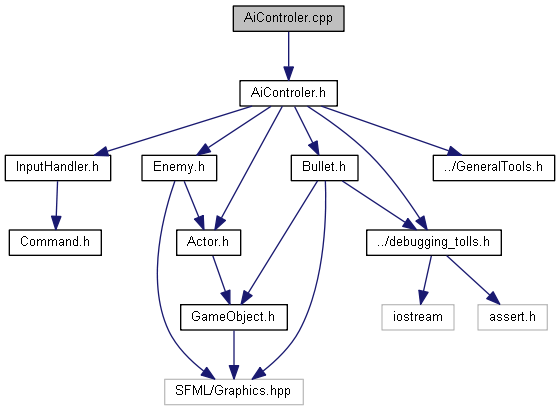 AiControler.cpp
AiControler.h
InputHandler.h
Enemy.h
Bullet.h
../GeneralTools.h
Command.h
Actor.h
../debugging_tolls.h
GameObject.h
iostream
assert.h
SFML/Graphics.hpp